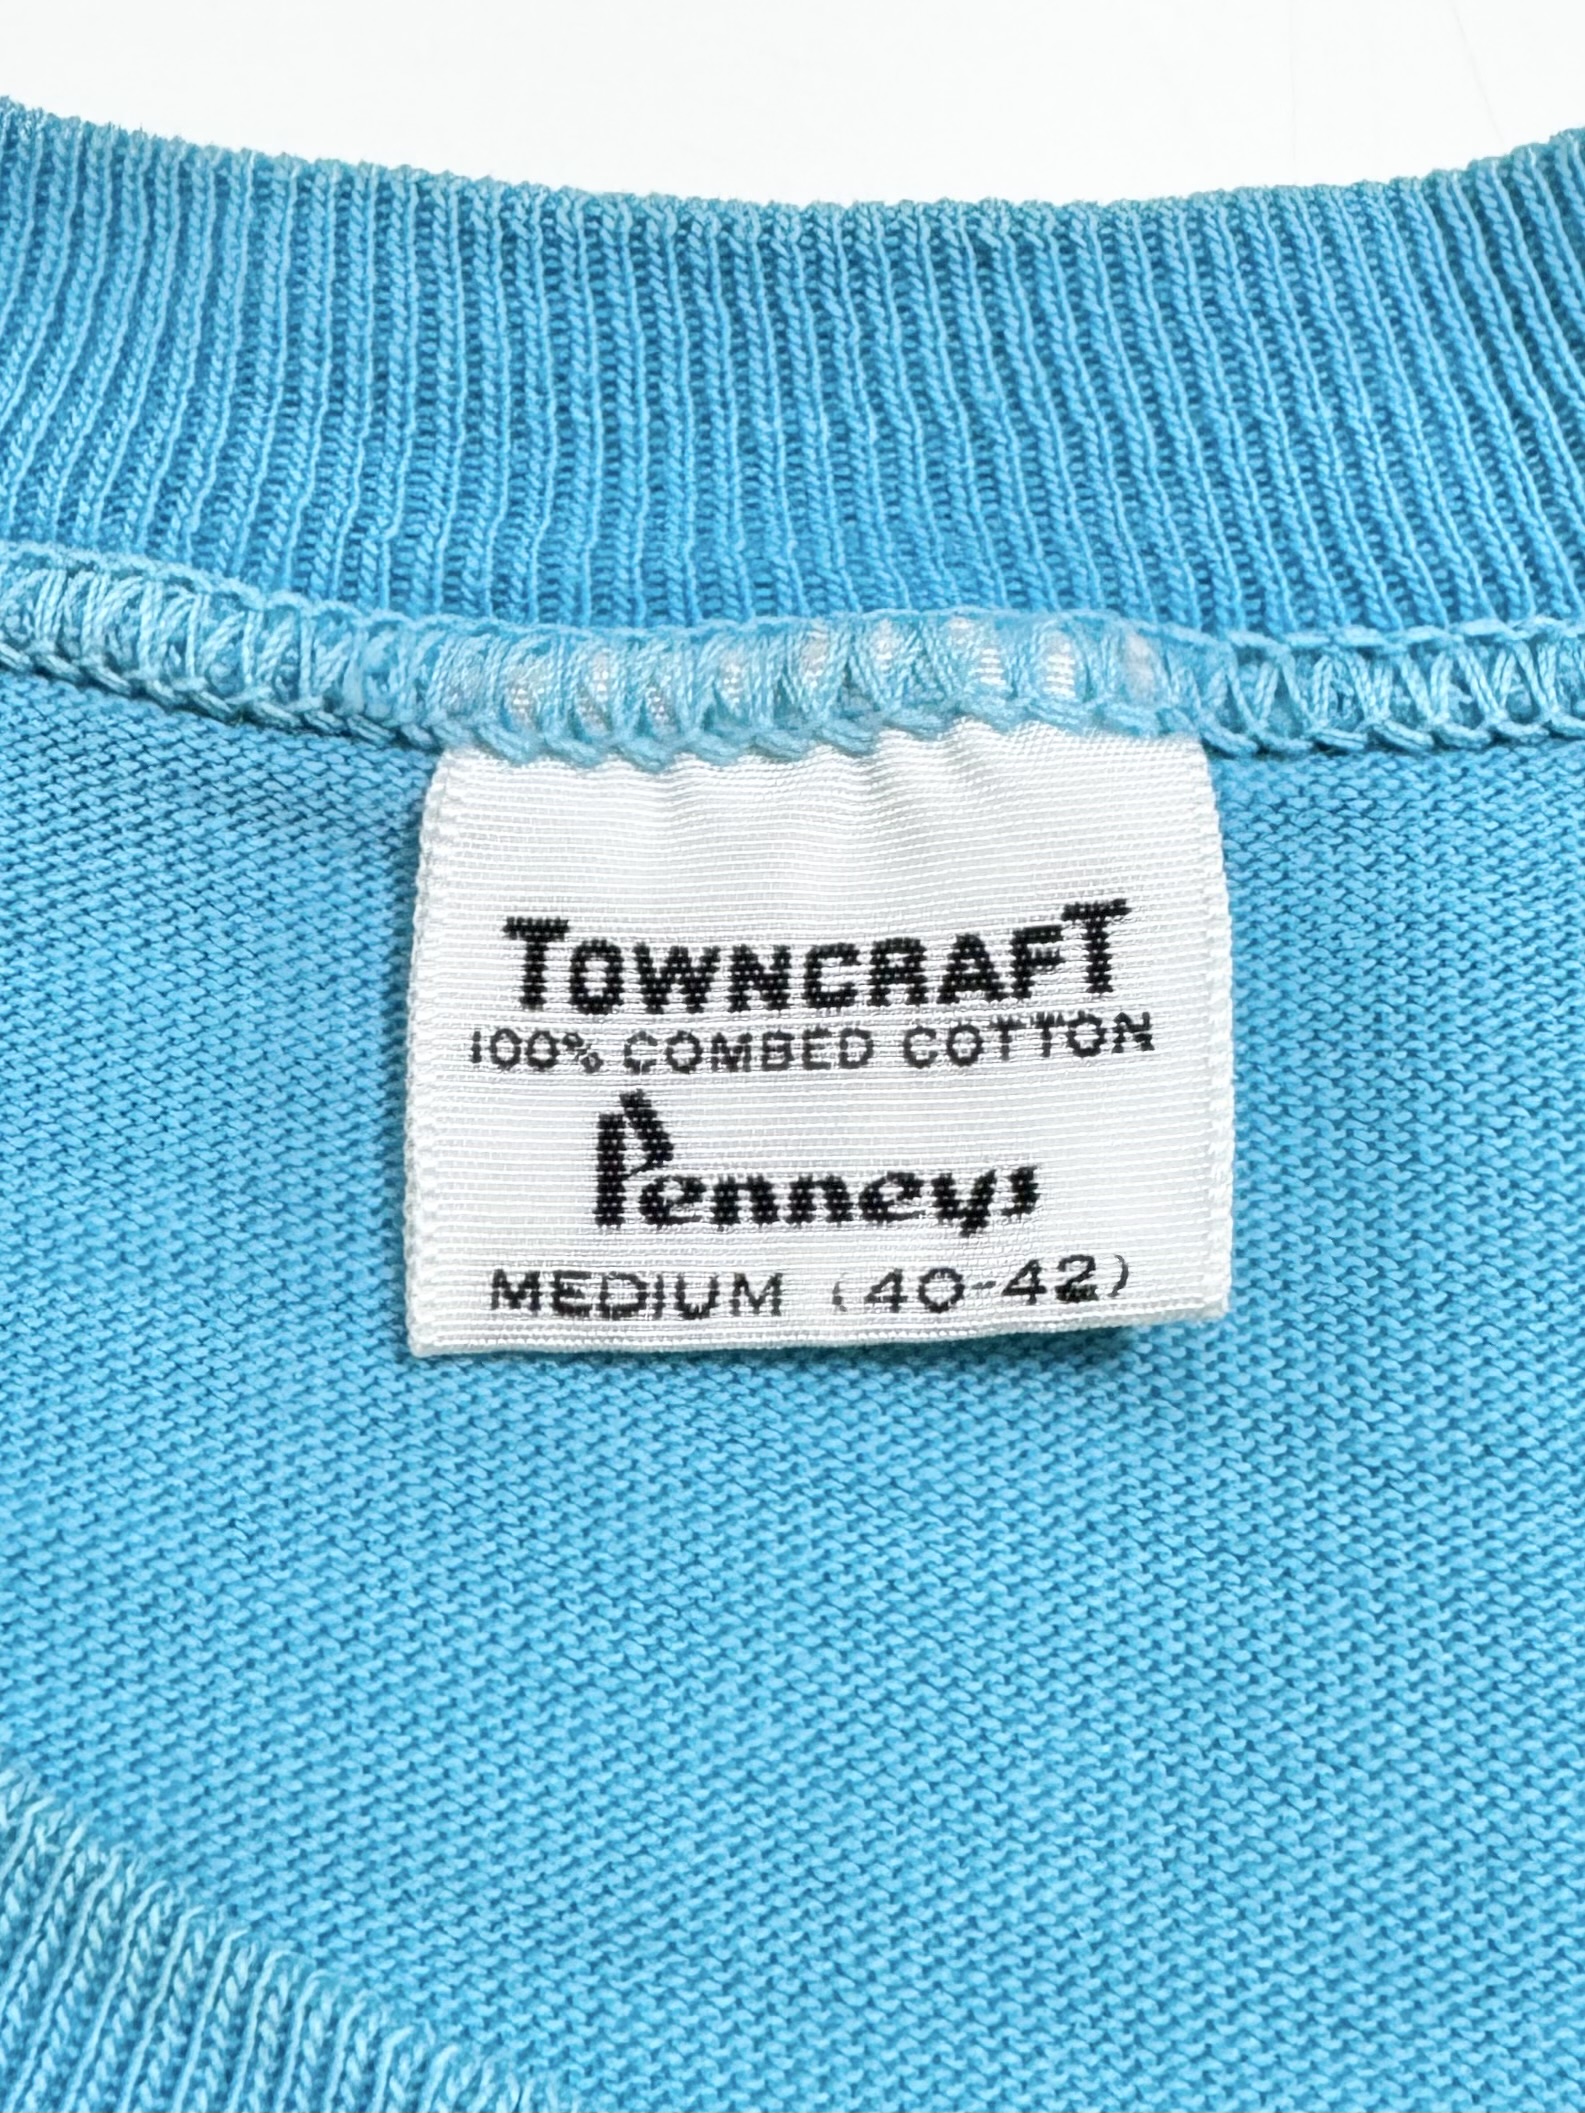 TOWNCRAFT
100% COMBED COTTON
Penneys
MEDIUM (40-42)